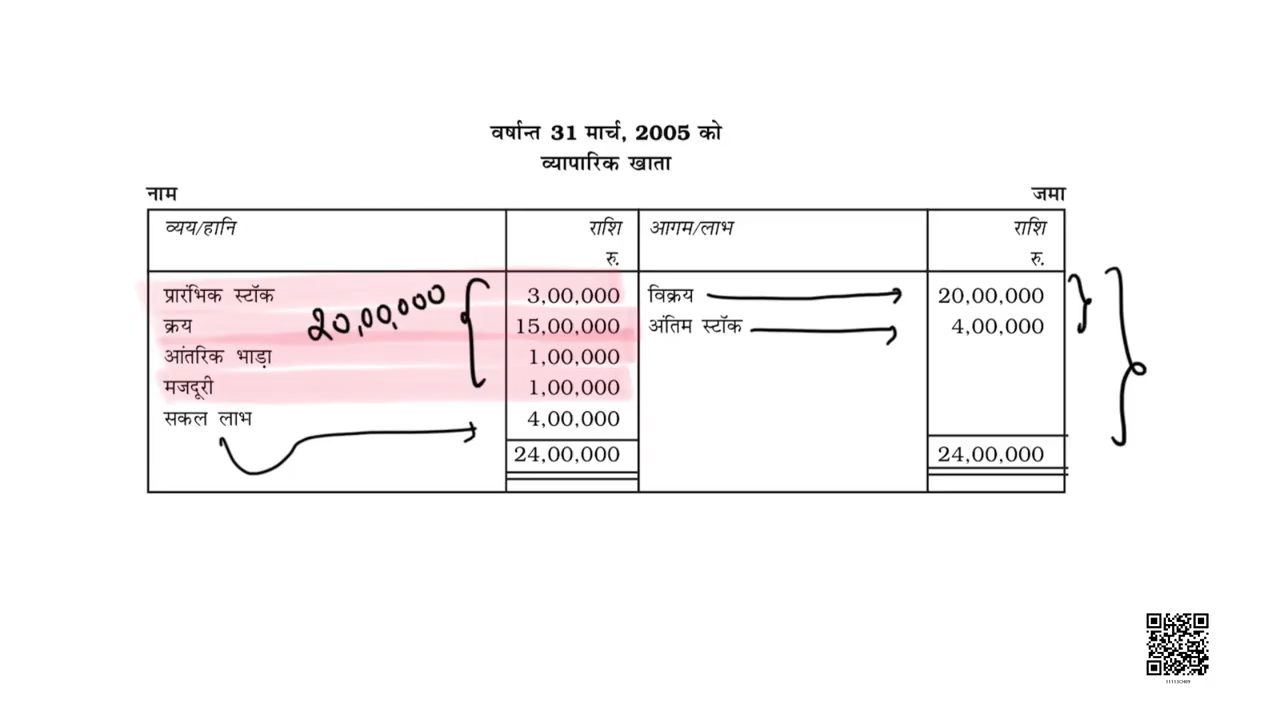 वर्षान्त 31 मार्च, 2005 को
व्यापारिक खाता
नाम जमा
व्यय/हानि राशि आगम/लाभ राशि
रु. रु.
प्रारंभिक स्टॉक 3,00,000 विक्रय 20,00,000
क्रय 20,00,000 15,00,000 अंतिम स्टॉक 4,00,000
आंतरिक भाड़ा 1,00,000
मजदूरी 1,00,000
सकल लाभ 4,00,000
24,00,000 24,00,000